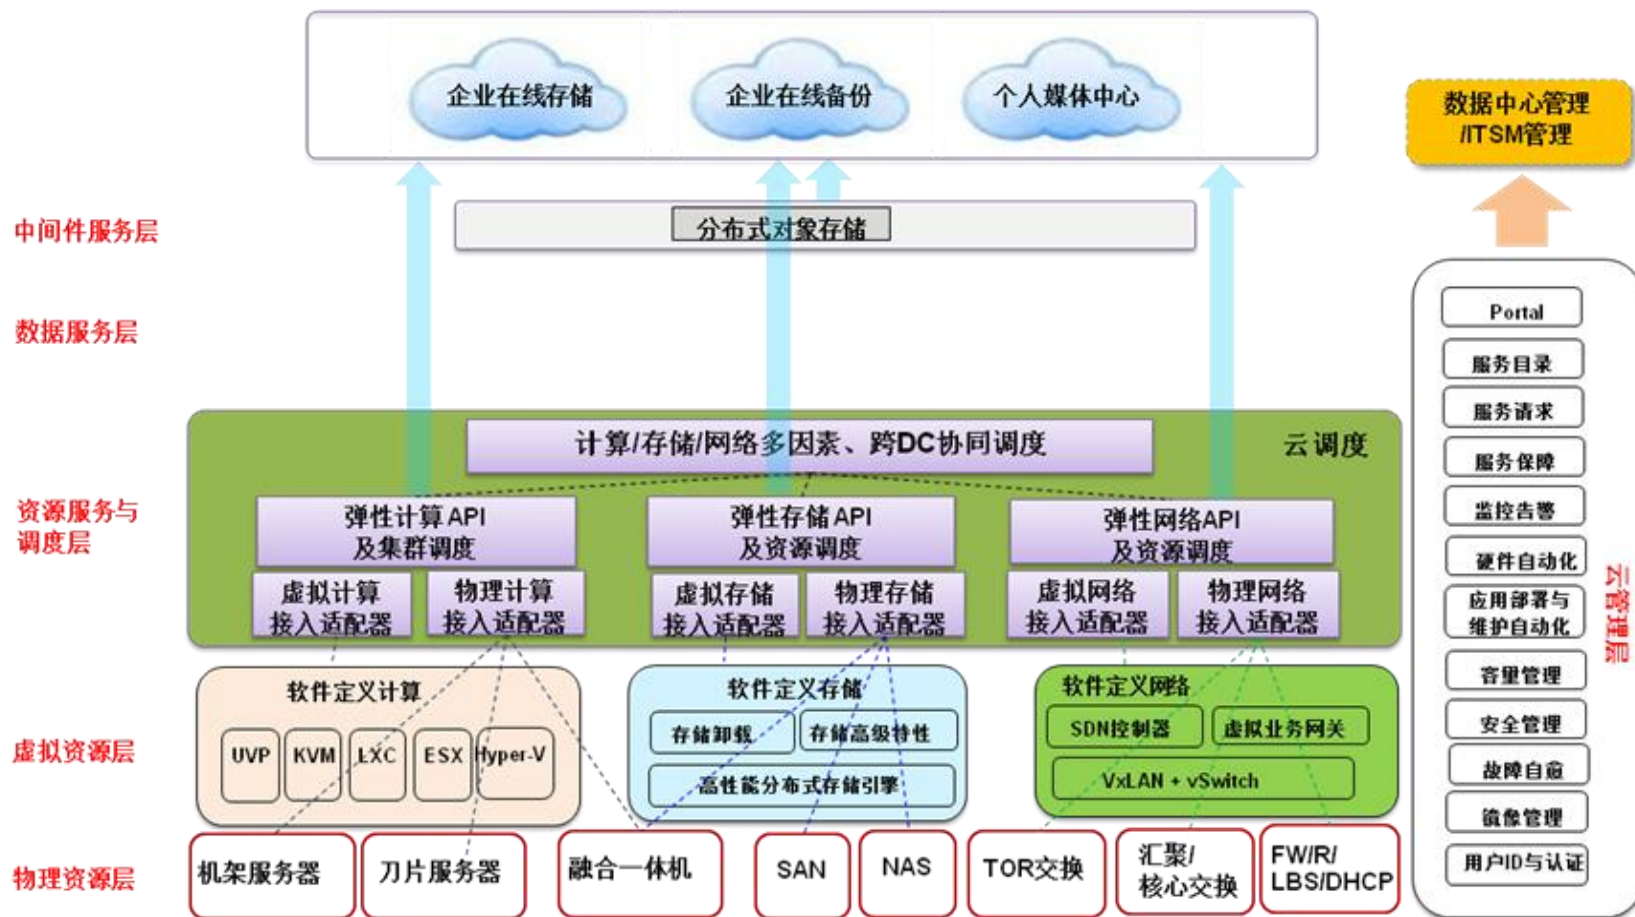 企业在线存储
企业在线备份
个人媒体中心
数据中心管理
/ITSM管理
中间件服务层
分布式对象存储
数据服务层
资源服务与
调度层
计算/存储/网络多因素、跨DC协同调度
云调度
弹性计算 API
及集群调度
弹性存储 API
及资源调度
弹性网络API
及资源调度
虚拟计算
接入适配器
物理计算
接入适配器
虚拟存储
接入适配器
物理存储
接入适配器
虚拟网络
接入适配器
物理网络
接入适配器
虚拟资源层
软件定义计算
UVP
KVM
LXC
ESX
Hyper-V
软件定义存储
存储卸载
存储高级特性
高性能分布式存储引擎
软件定义网络
SDN控制器
虚拟业务网关
VxLAN + vSwitch
物理资源层
机架服务器
刀片服务器
融合一体机
SAN
NAS
TOR交换
汇聚/
核心交换
FW/R/
LBS/DHCP
Portal
服务目录
服务请求
服务保障
监控告警
硬件自动化
应用部署与
维护自动化
容量管理
安全管理
故障自愈
镜像管理
用户ID与认证
云管理层